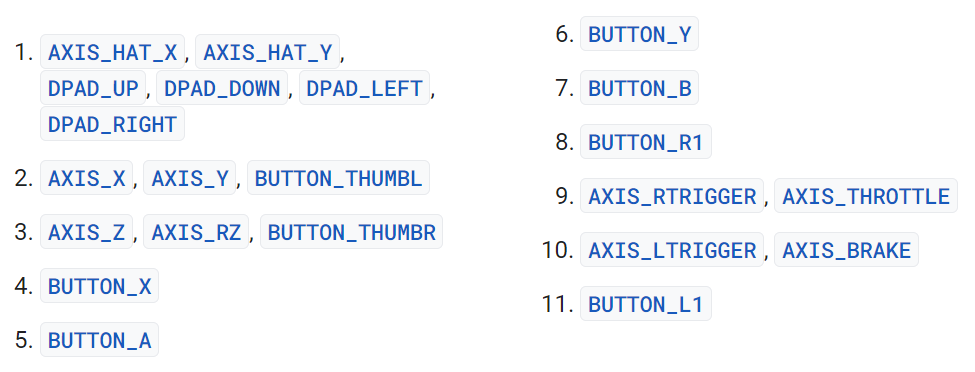 1. AXIS_HAT_X, AXIS_HAT_Y,
DPAD_UP, DPAD_DOWN, DPAD_LEFT,
DPAD_RIGHT
2. AXIS_X, AXIS_Y, BUTTON_THUMBL
3. AXIS_Z, AXIS_RZ, BUTTON_THUMBR
4. BUTTON_X
5. BUTTON_A
6. BUTTON_Y
7. BUTTON_B
8. BUTTON_R1
9. AXIS_RTRIGGER, AXIS_THROTTLE
10. AXIS_LTRIGGER, AXIS_BRAKE
11. BUTTON_L1